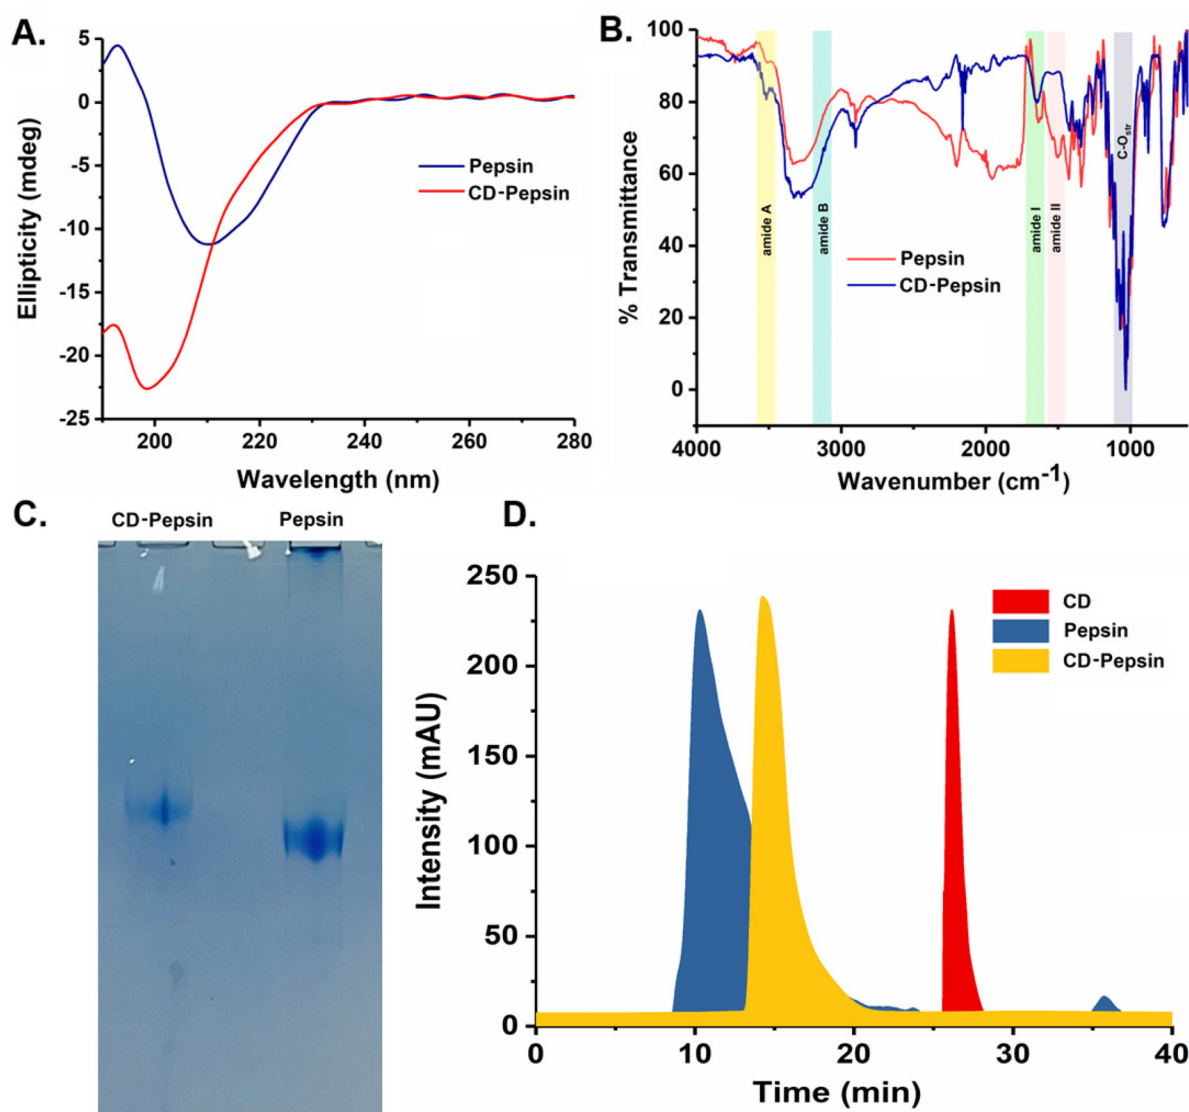 A.
5
0
-5
-10
-15
-20
-25
Ellipticity (mdeg)
Pepsin
CD-Pepsin
200
220
240
260
280
Wavelength (nm)
B.
100
80
60
40
20
0
% Transmittance
amide A
amide B
amide I
amide II
C-Ostr
Pepsin
CD-Pepsin
4000
3000
2000
1000
Wavenumber (cm-1)
C.
CD-Pepsin
Pepsin
D.
250
200
150
100
50
0
Intensity (mAU)
CD
Pepsin
CD-Pepsin
0
10
20
30
40
Time (min)